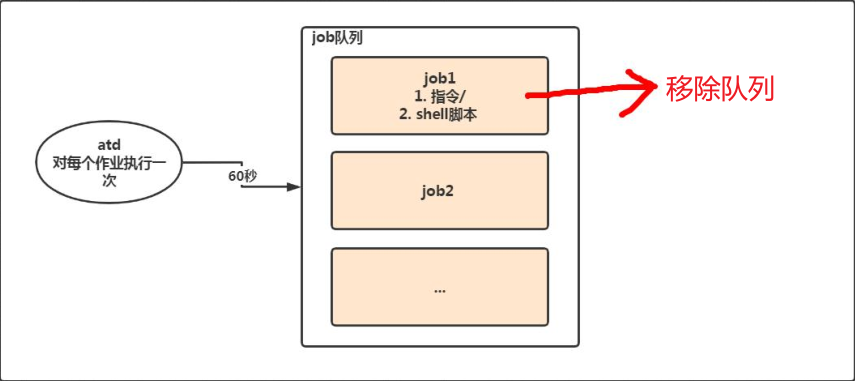 job队列
job1
1. 指令/
2. shell脚本
移除队列
atd
对每个作业执行一
次
60秒
job2
...